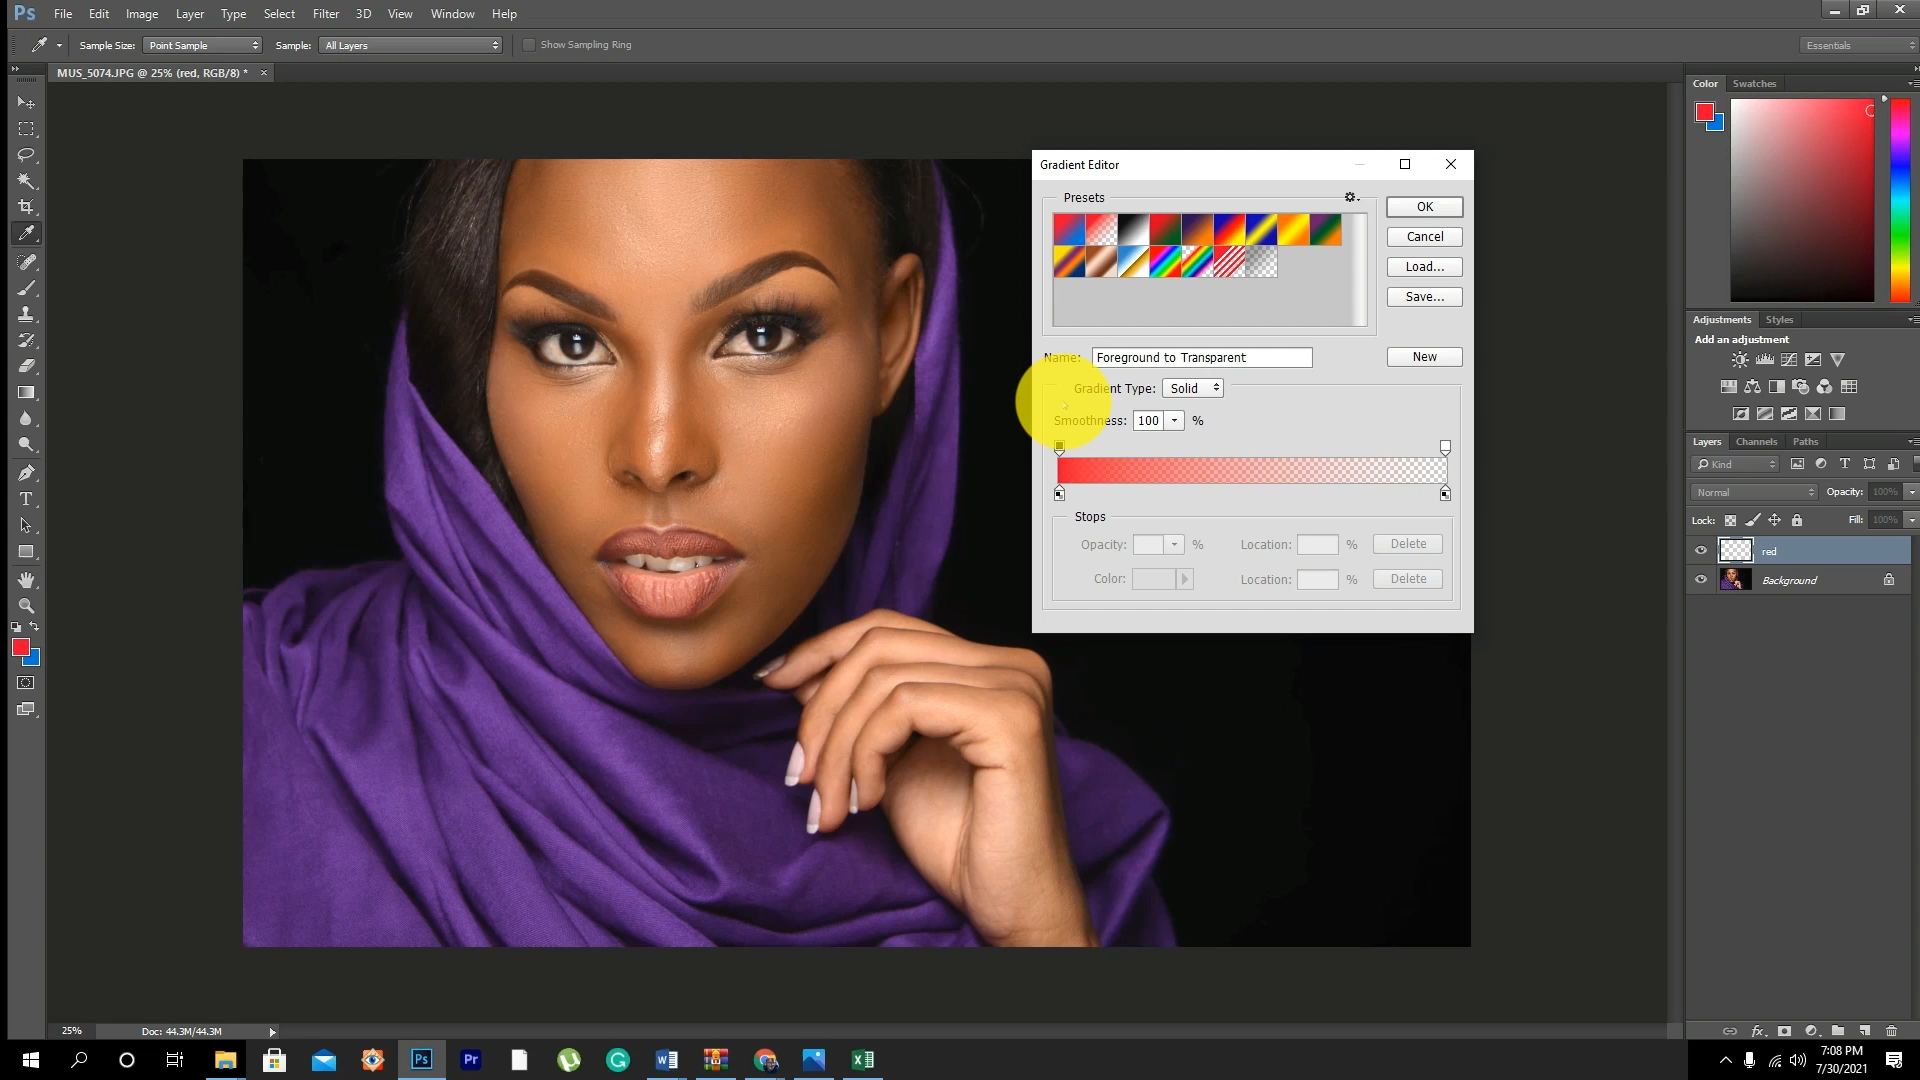 Ps File Edit Image Layer Type Select Filter 3D View Window Help
Sample Size: Point Sample Sample: All Layers Show Sampling Ring Essentials
MUS_5074.JPG @ 25% (red, RGB/8) * ×
Color Swatches
Gradient Editor
Presets
OK
Cancel
Load...
Save...
Name: Foreground to Transparent New
Gradient Type: Solid
Smoothness: 100 %
Stops
Opacity: % Location: % Delete
Color: Location: % Delete
Adjustments Styles
Add an adjustment
Layers Channels Paths
Kind
Normal Opacity: 100%
Lock: Fill: 100%
red
Background
fx
25% Doc: 44.3M/44.3M
Ps Pr
7:08 PM
7/30/2021